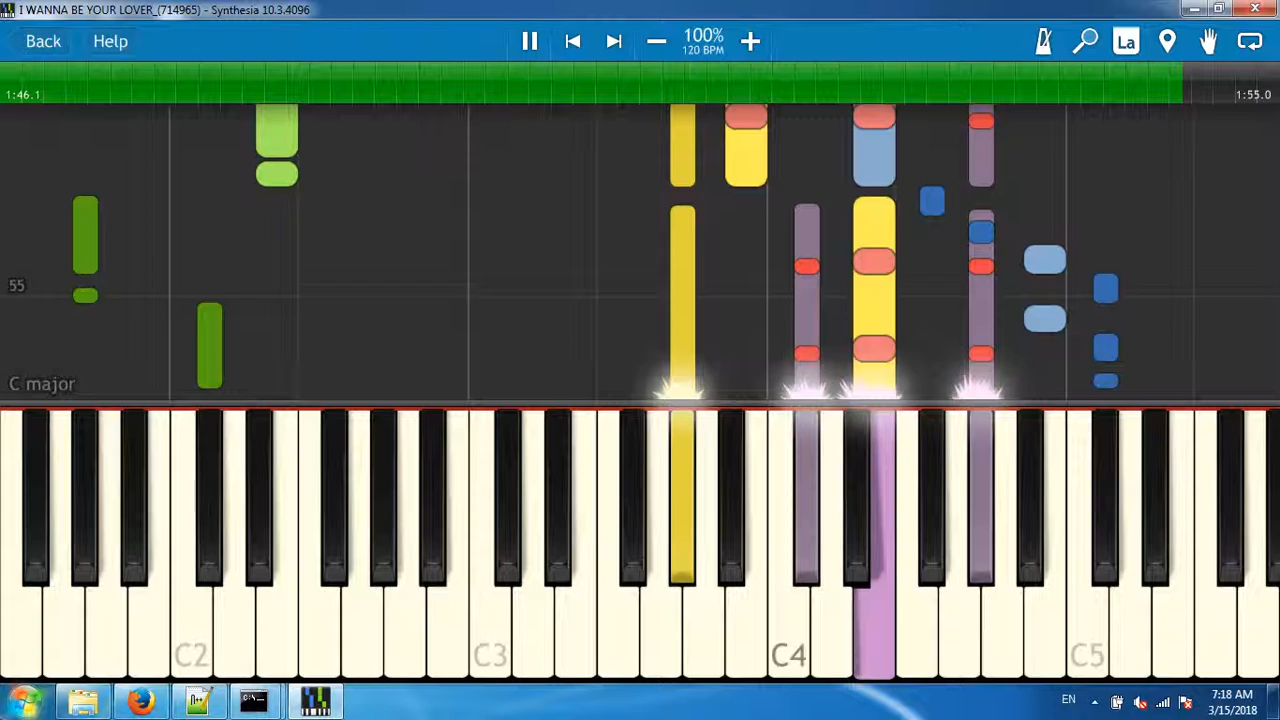 I WANNA BE YOUR LOVER_(714965) - Synthesia 10.3.4096
Back Help 100% La
120 BPM
1:46.1 1:55.0
55
C major
C2 C3 C4 C5
N++ C:\_ EN 7:18 AM
3/15/2018